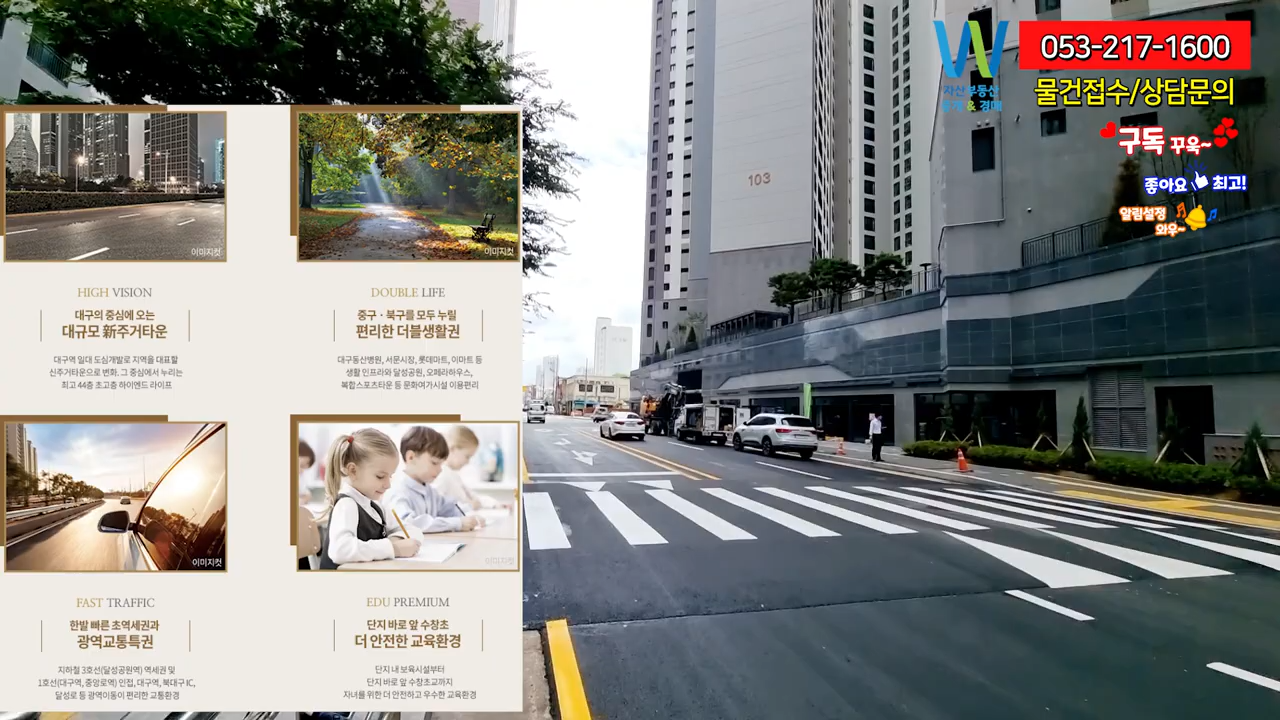 이미지컷
HIGH VISION
대구의 중심에 오는
대규모 新주거타운
대구역 일대 도심개발로 지역을 대표할
신주거타운으로 변화, 그 중심에서 누리는
최고 44층 초고층 하이엔드 라이프
이미지컷
DOUBLE LIFE
중구 · 북구를 모두 누릴
편리한 더블생활권
대구동산병원, 서문시장, 롯데마트, 이마트 등
생활 인프라와 달성공원, 오페라하우스,
복합스포츠타운 등 문화여가시설 이용편리
이미지컷
FAST TRAFFIC
한발 빠른 초역세권과
광역교통특권
지하철 3호선(달성공원역) 역세권 및
1호선(대구역, 중앙로역) 인접, 대구역, 북대구 IC,
달성로 등 광역이동이 편리한 교통환경
이미지컷
EDU PREMIUM
단지 바로 앞 수창초
더 안전한 교육환경
단지 내 보육시설부터
단지 바로 앞 수창초교까지
자녀를 위한 더 안전하고 우수한 교육환경
103
자산 부동산
& 경매
053-217-1600
물건접수/상담문의
구독 꾸욱~
좋아요 최고!
알림설정
와우~